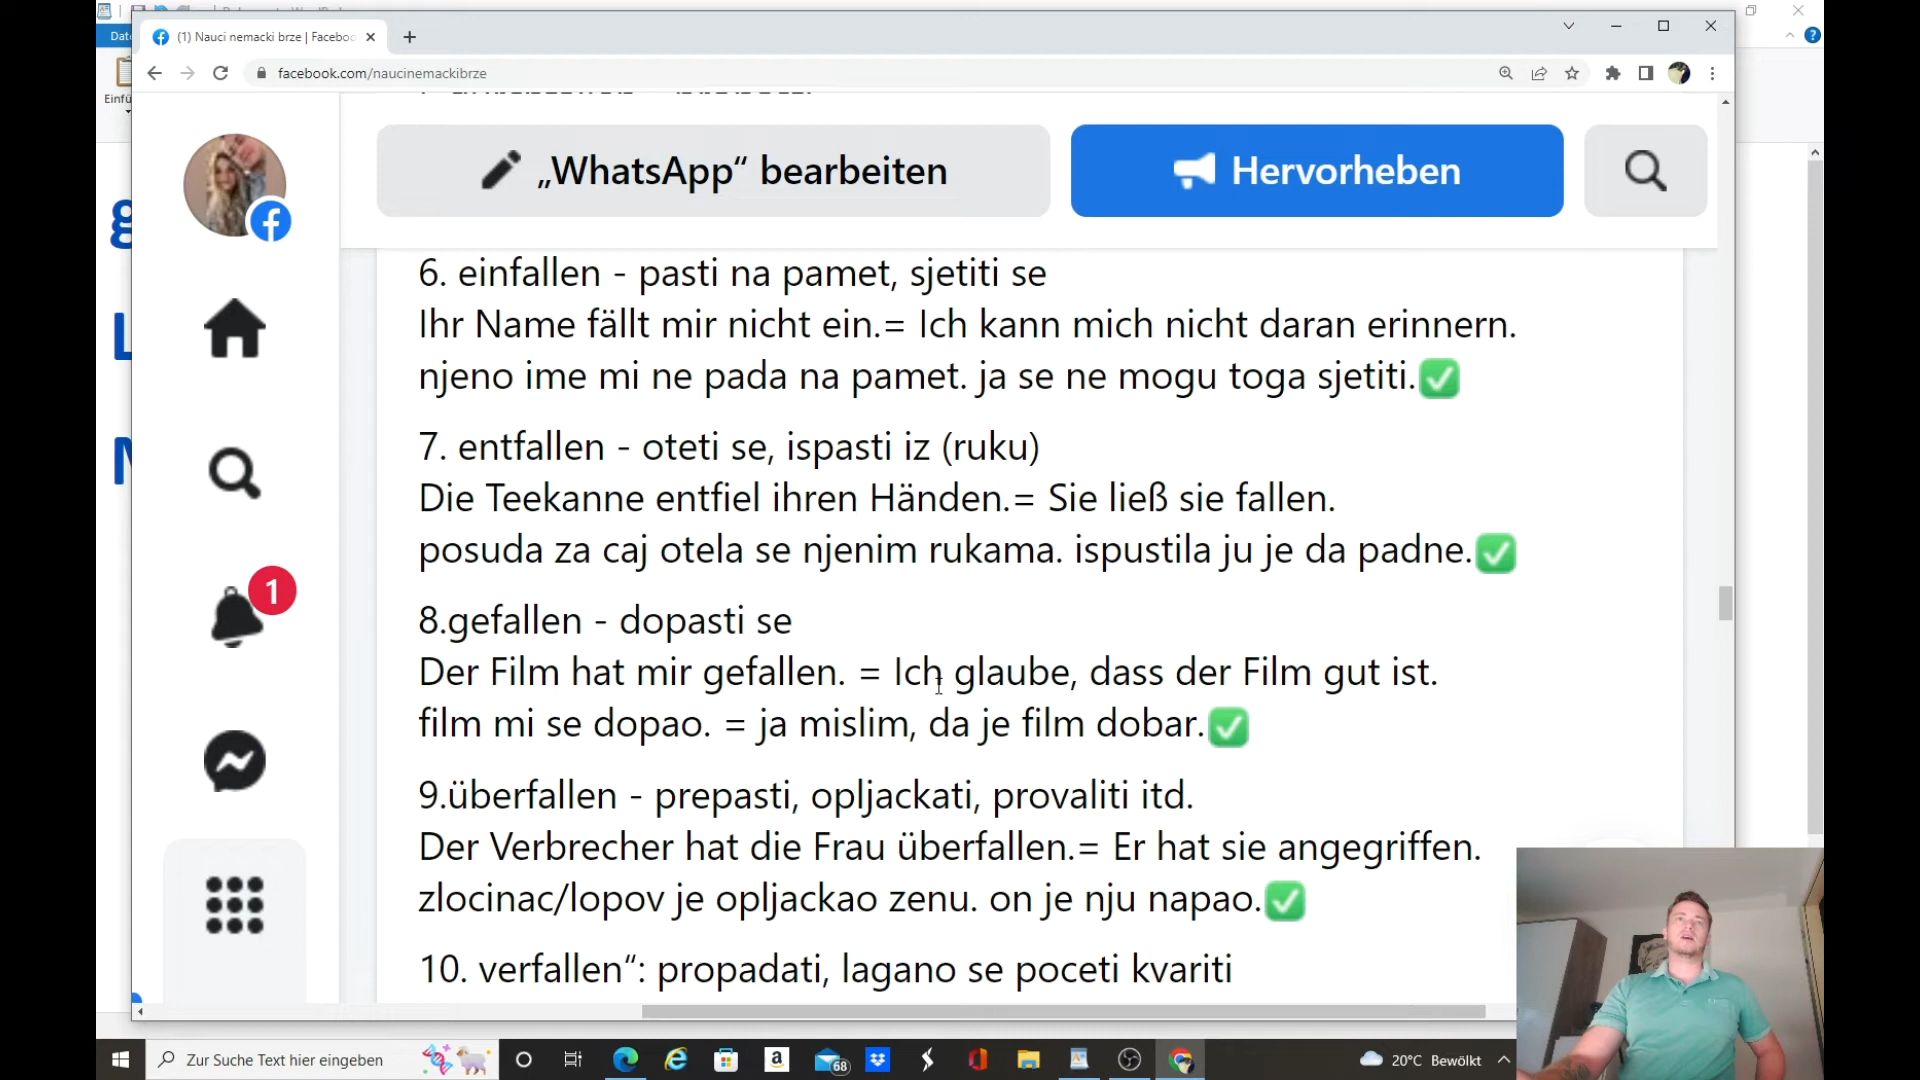 (1) Nauci nemacki brze | Faceboo
facebook.com/naucinemackibrze
Einfü
„WhatsApp“ bearbeiten
Hervorheben
6. einfallen - pasti na pamet, sjetiti se
Ihr Name fällt mir nicht ein.= Ich kann mich nicht daran erinnern.
njeno ime mi ne pada na pamet. ja se ne mogu toga sjetiti.✅
7. entfallen - oteti se, ispasti iz (ruku)
Die Teekanne entfiel ihren Händen.= Sie ließ sie fallen.
posuda za caj otela se njenim rukama. ispustila ju je da padne.✅
1
8.gefallen - dopasti se
Der Film hat mir gefallen. = Ich glaube, dass der Film gut ist.
film mi se dopao. = ja mislim, da je film dobar.✅
9.überfallen - prepasti, opljackati, provaliti itd.
Der Verbrecher hat die Frau überfallen.= Er hat sie angegriffen.
zlocinac/lopov je opljackao zenu. on je nju napao.✅
10. verfallen“: propadati, lagano se poceti kvariti
Zur Suche Text hier eingeben
68
20°C Bewölkt